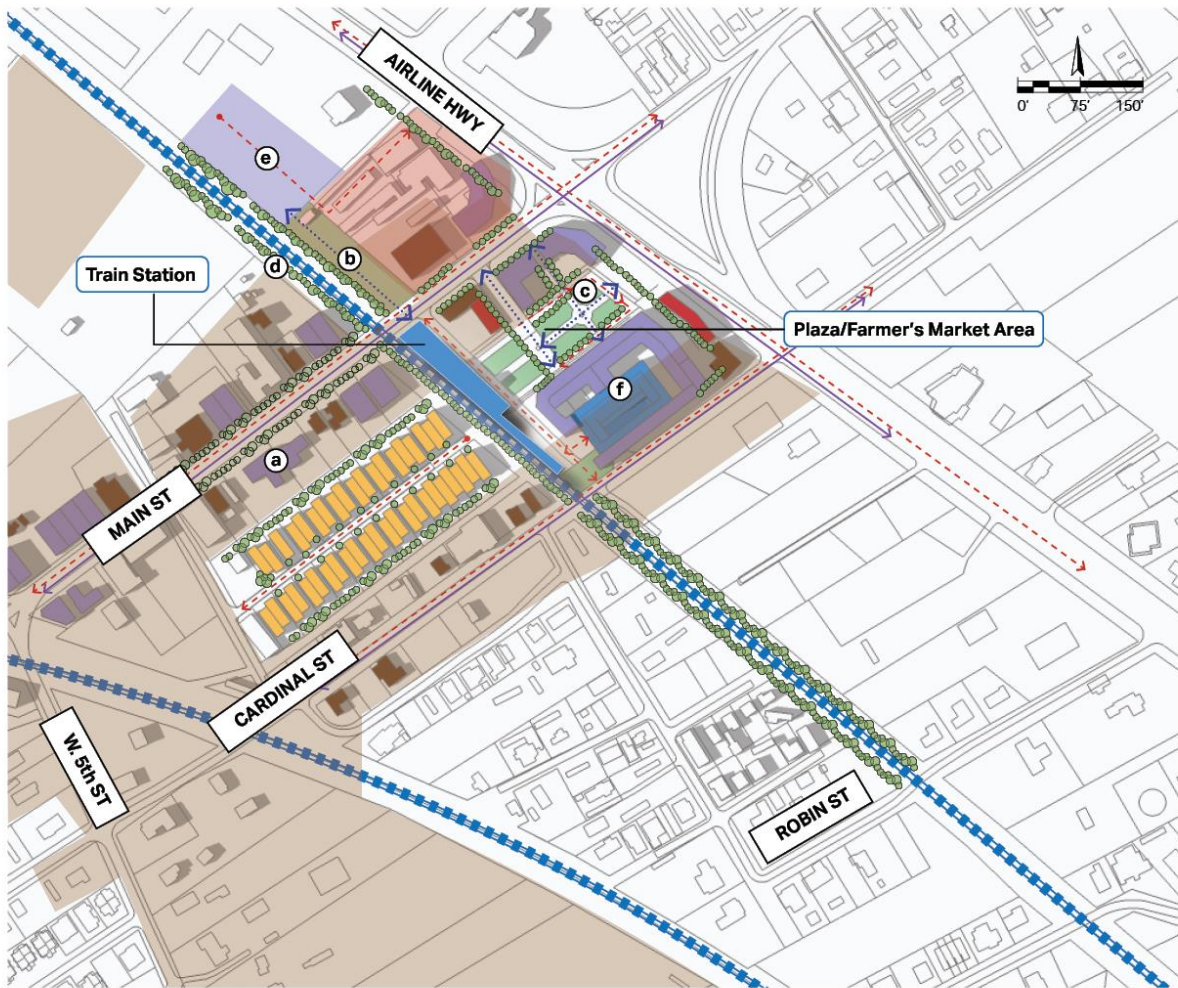 AIRLINE HWY
0' 75' 150'
e
Train Station
d
b
c
Plaza/Farmer's Market Area
f
a
MAIN ST
CARDINAL ST
W. 5th ST
ROBIN ST